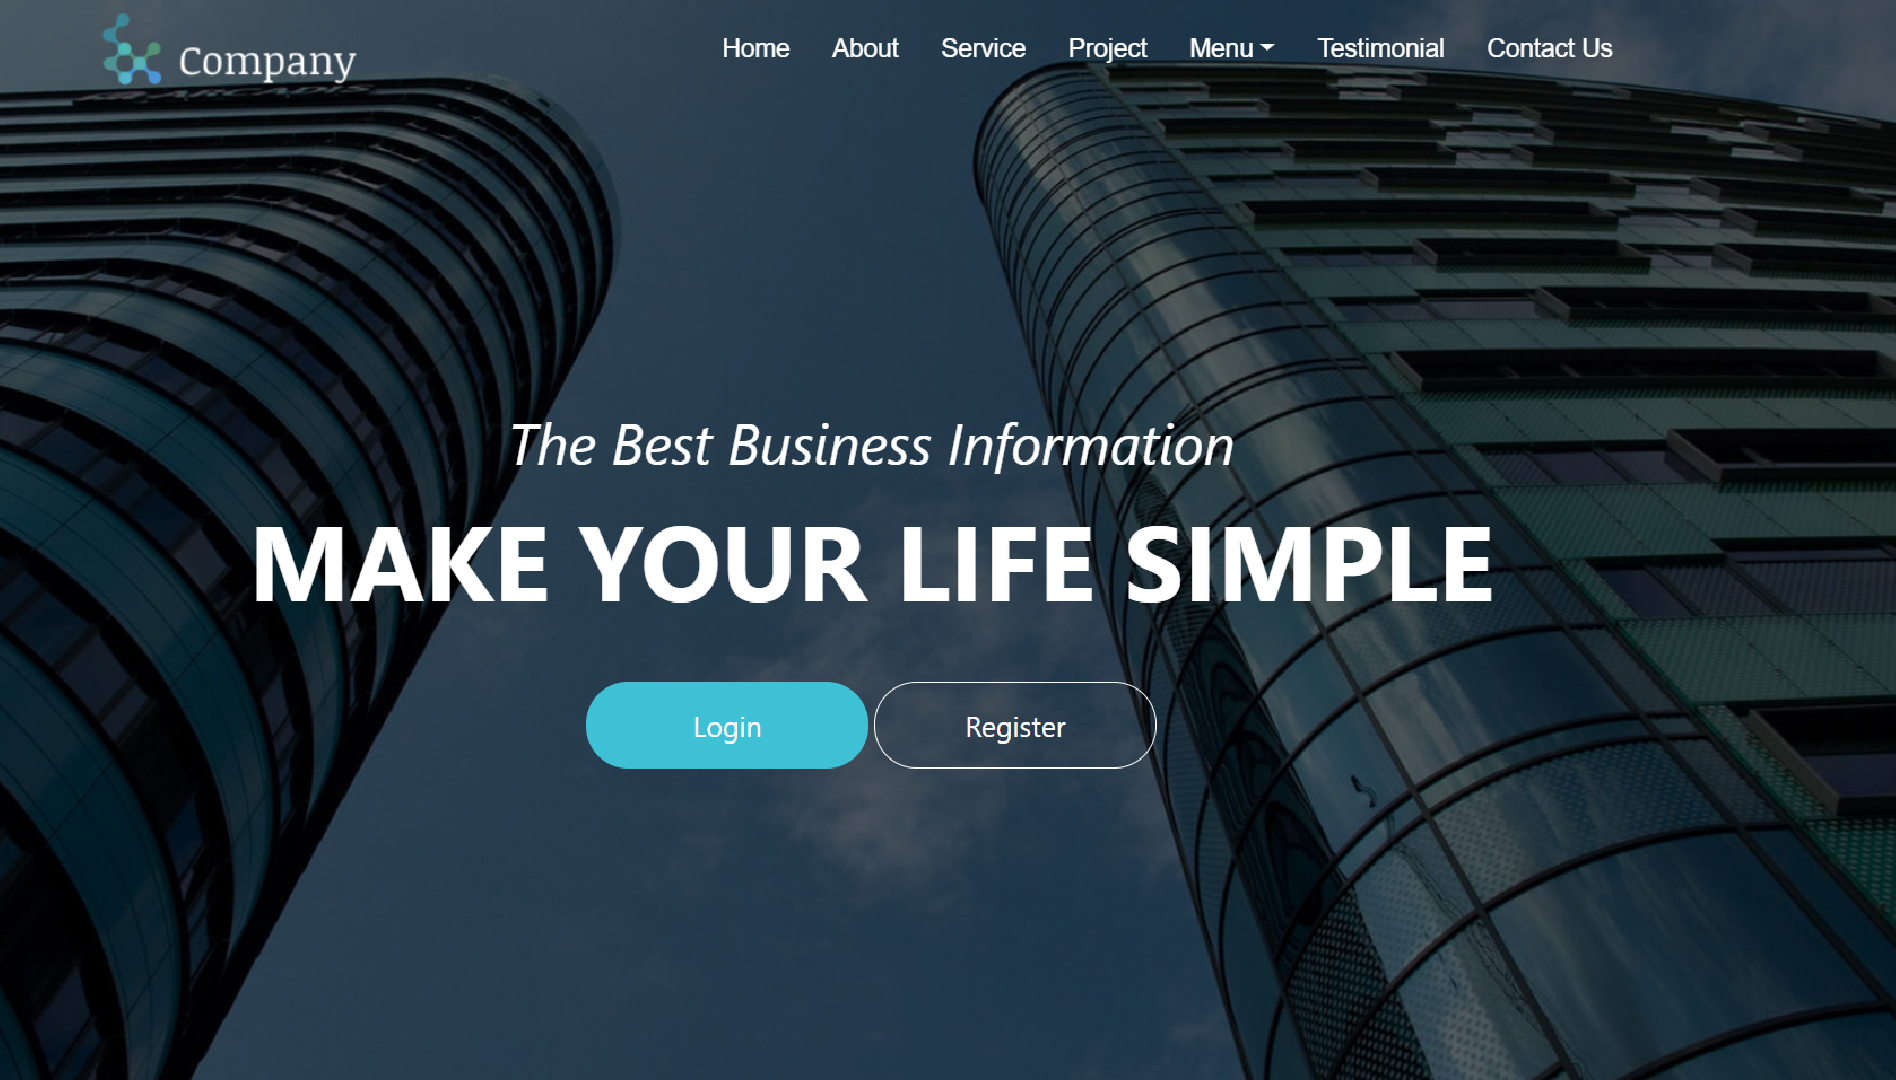 Company
Home About Service Project Menu Testimonial Contact Us
ARCADIS
The Best Business Information
MAKE YOUR LIFE SIMPLE
Login Register